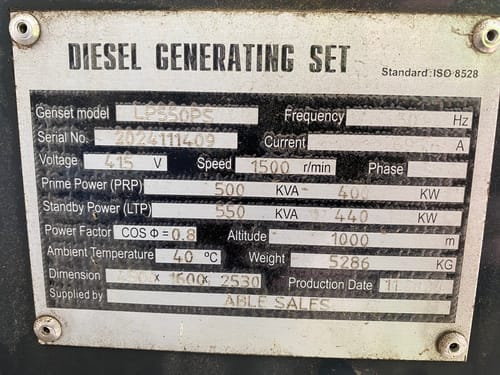 DIESEL GENERATING SET
Standard: ISO 8528
Genset model LPS550PS Frequency Hz
Serial No. 2024111409 Current A
Voltage 415 V Speed 1500 r/min Phase
Prime Power (PRP) 500 KVA 400 KW
Standby Power (LTP) 550 KVA 440 KW
Power Factor COS Φ = 0.8 Altitude 1000 m
Ambient Temperature 40 °C Weight 5286 KG
Dimension x 1600 x 2530 Production Date
Supplied by ABLE SALES